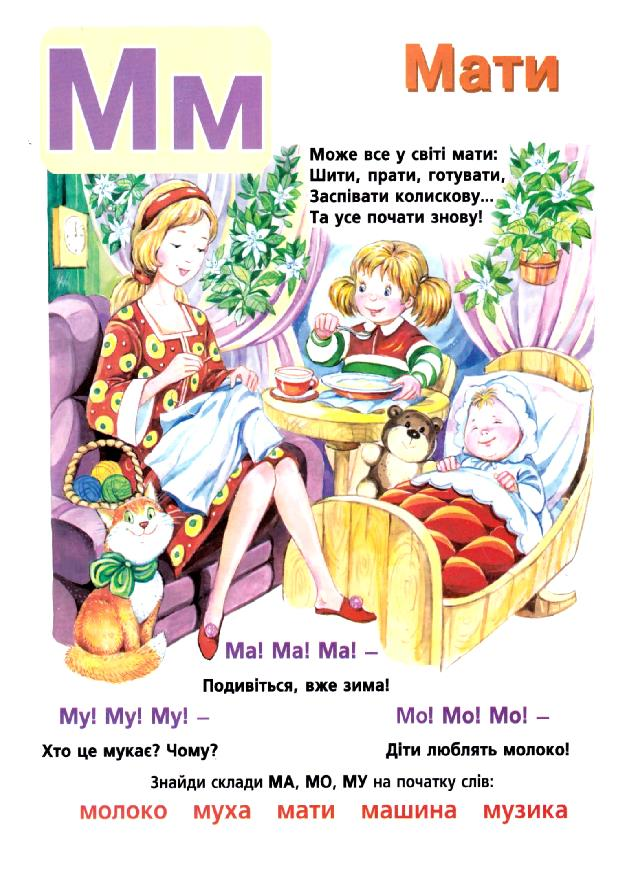 Мм
Мати
Може все у світі мати:
Шити, прати, готувати,
Заспівати колискову...
Та усе почати знову!
Ма! Ма! Ма! –
Подивіться, вже зима!
Му! Му! Му! –
Хто це мукає? Чому?
Мо! Мо! Мо! –
Діти люблять молоко!
Знайди склади МА, МО, МУ на початку слів:
молоко муха мати машина музика